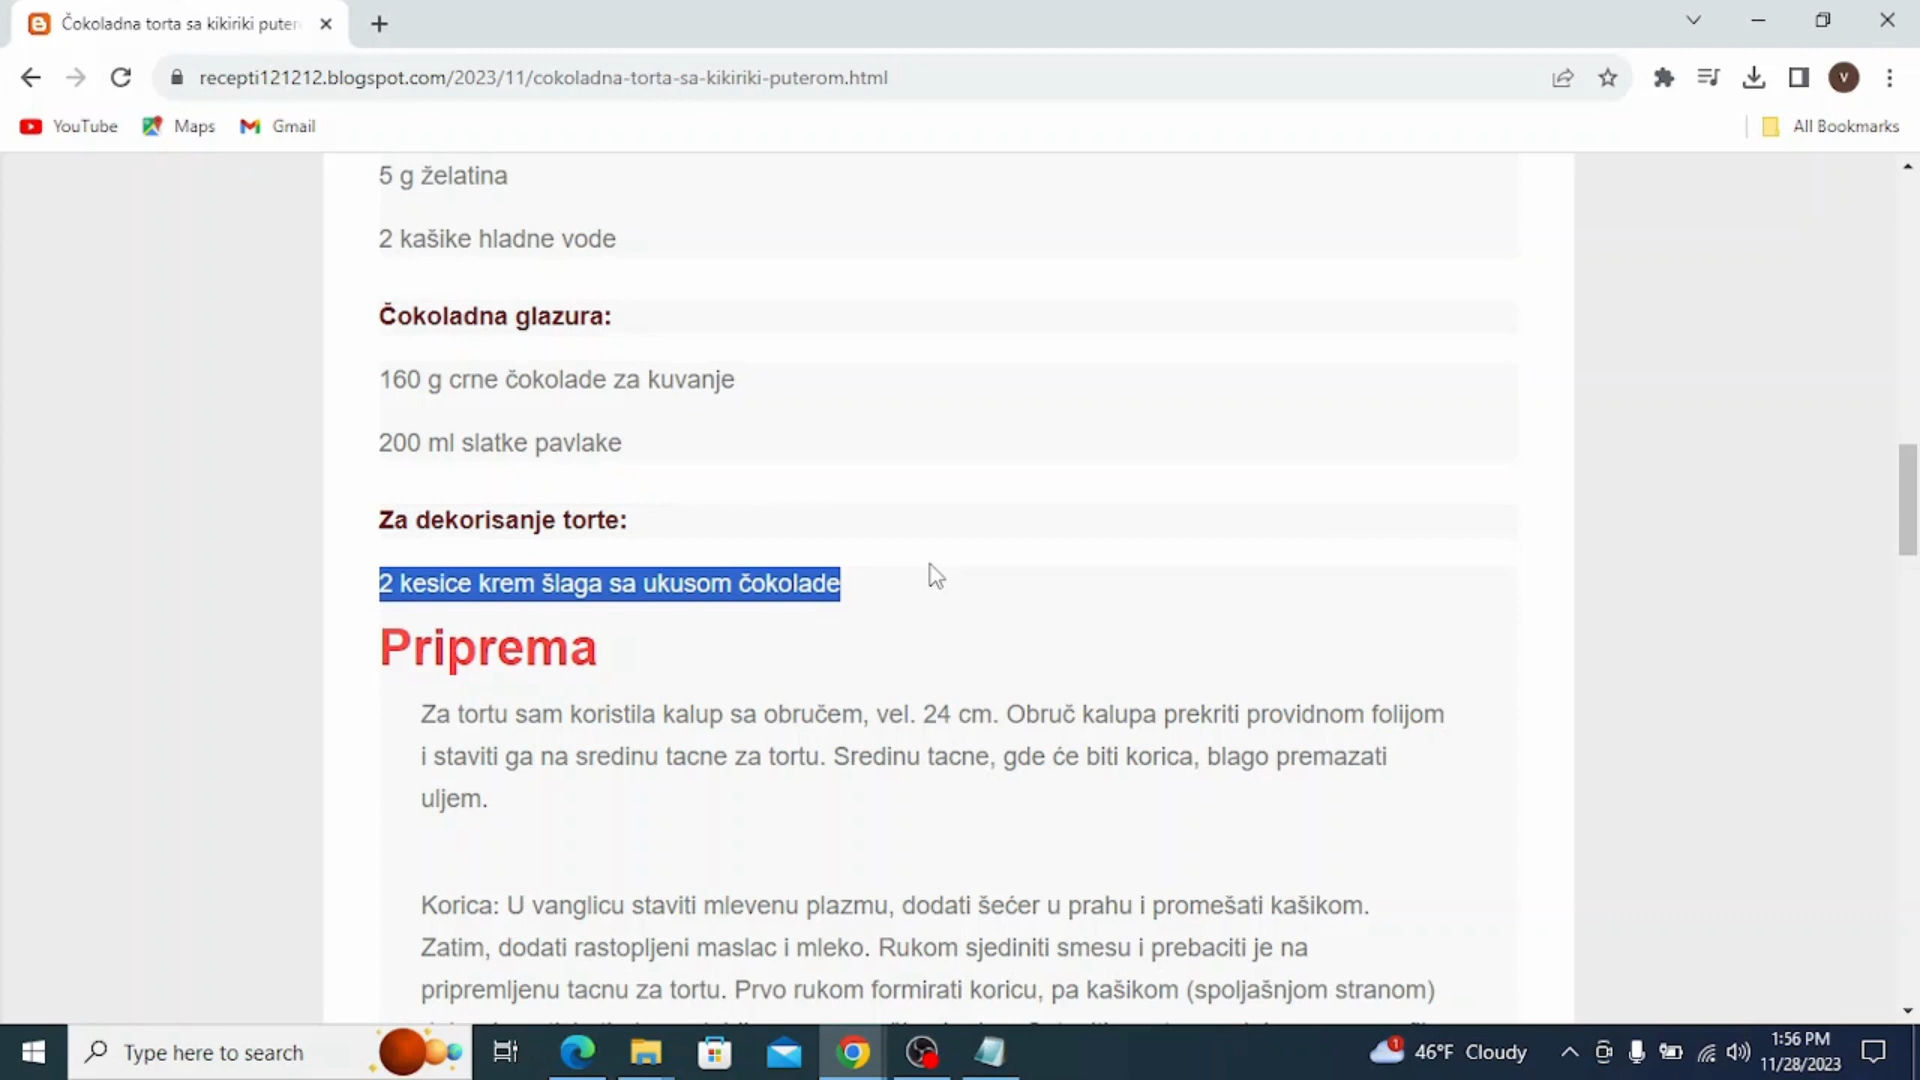 Čokoladna torta sa kikiriki puter
recepti121212.blogspot.com/2023/11/cokoladna-torta-sa-kikiriki-puterom.html
V
YouTube
Maps
Gmail
All Bookmarks
5 g želatina
2 kašike hladne vode
Čokoladna glazura:
160 g crne čokolade za kuvanje
200 ml slatke pavlake
Za dekorisanje torte:
2 kesice krem šlaga sa ukusom čokolade
Priprema
Za tortu sam koristila kalup sa obručem, vel. 24 cm. Obruč kalupa prekriti providnom folijom
i staviti ga na sredinu tacne za tortu. Sredinu tacne, gde će biti korica, blago premazati
uljem.
Korica: U vanglicu staviti mlevenu plazmu, dodati šećer u prahu i promešati kašikom.
Zatim, dodati rastopljeni maslac i mleko. Rukom sjediniti smesu i prebaciti je na
pripremljenu tacnu za tortu. Prvo rukom formirati koricu, pa kašikom (spoljašnjom stranom)
Type here to search
1
46°F Cloudy
1:56 PM
11/28/2023